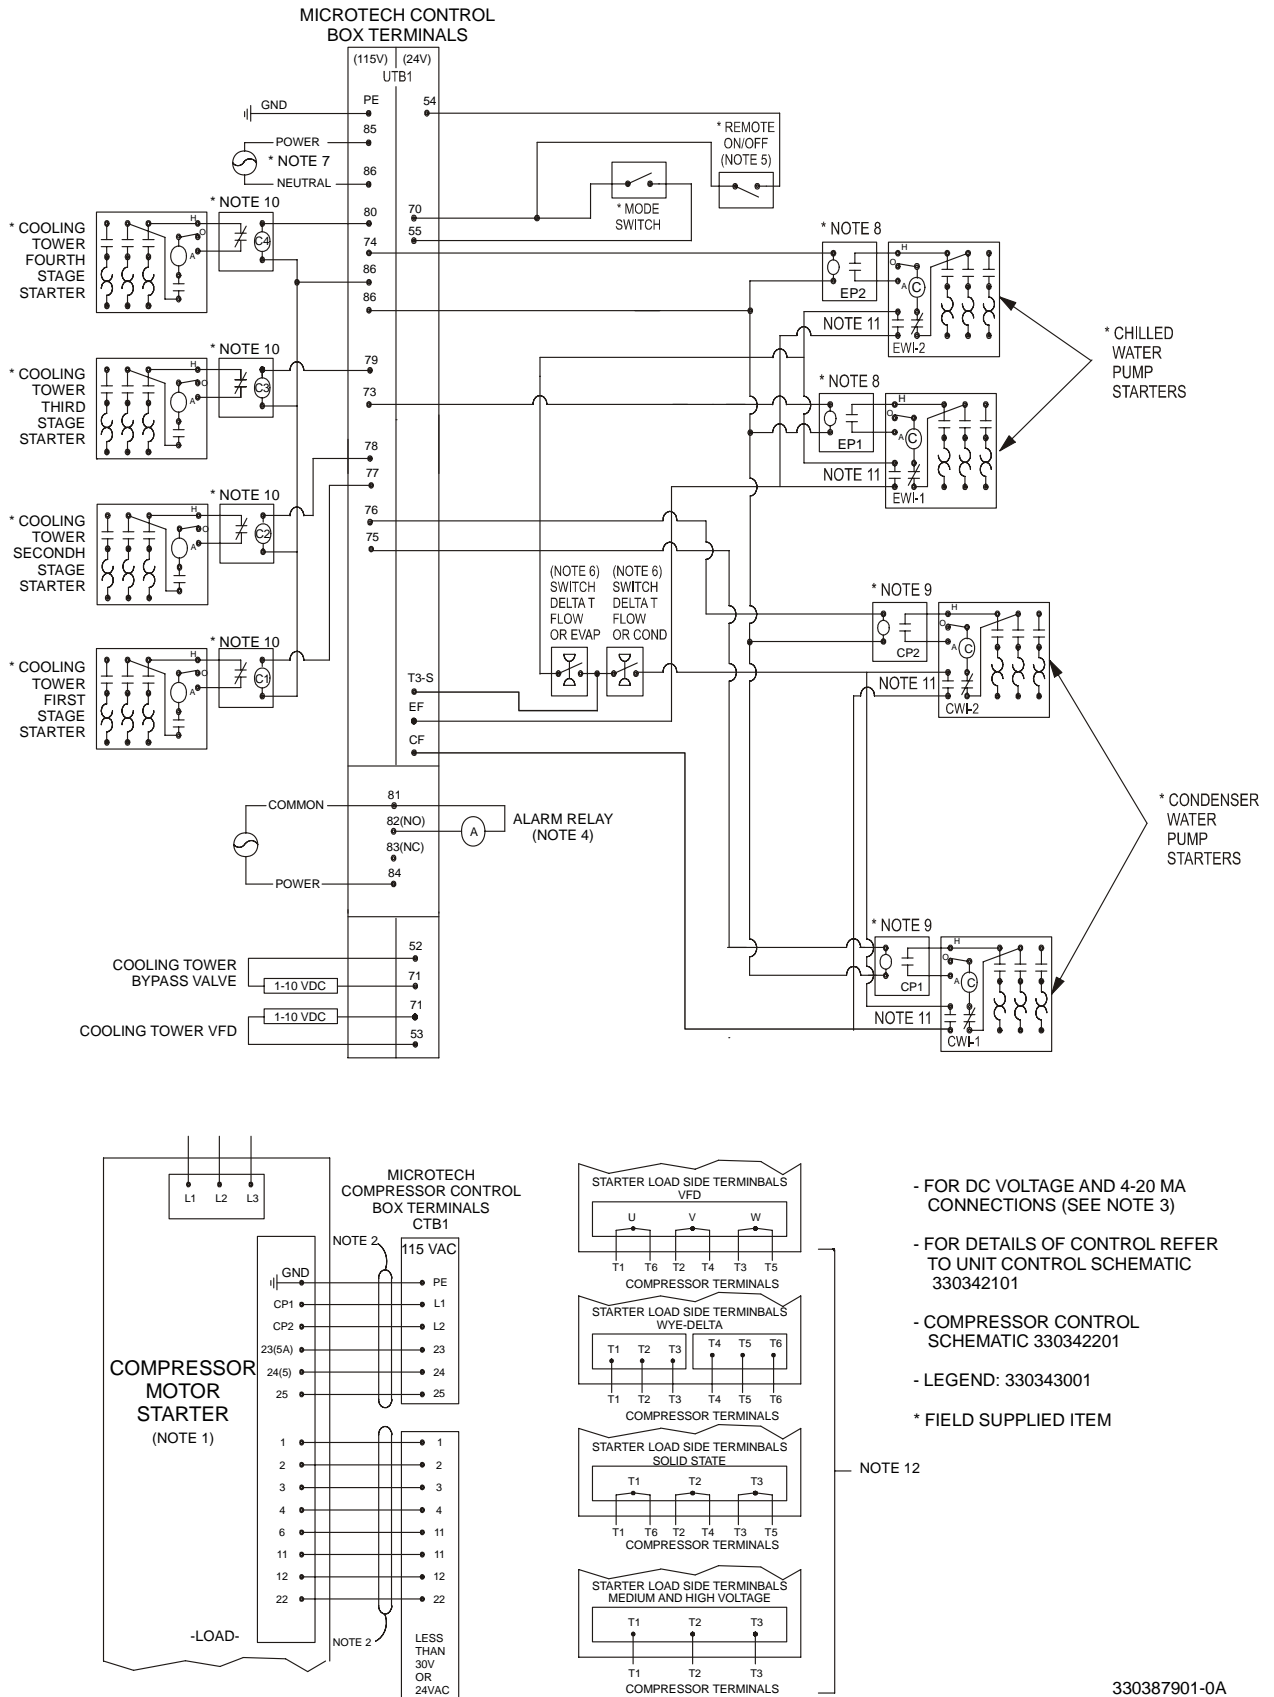 MICROTECH CONTROL
BOX TERMINALS
(115V) (24V)
UTB1
GND
PE
54
85
POWER
* NOTE 7
NEUTRAL
86
* REMOTE
ON/OFF
(NOTE 5)
* MODE
SWITCH
70
55
* COOLING
TOWER
FOURTH
STAGE
STARTER
H
O
A
* NOTE 10
C4
80
74
86
86
* NOTE 8
EP2
H
O
A
C
NOTE 11
EWI-2
* CHILLED
WATER
PUMP
STARTERS
* COOLING
TOWER
THIRD
STAGE
STARTER
H
O
A
* NOTE 10
C3
79
73
* NOTE 8
EP1
H
O
A
C
NOTE 11
EWI-1
* COOLING
TOWER
SECONDH
STAGE
STARTER
H
O
A
* NOTE 10
C2
78
77
76
75
(NOTE 6)
SWITCH
DELTA T
FLOW
OR EVAP
(NOTE 6)
SWITCH
DELTA T
FLOW
OR COND
* NOTE 9
CP2
H
O
A
C
NOTE 11
CWI-2
* COOLING
TOWER
FIRST
STAGE
STARTER
H
O
A
* NOTE 10
C1
T3-S
EF
CF
* CONDENSER
WATER
PUMP
STARTERS
COMMON
81
82(NO)
A
ALARM RELAY
(NOTE 4)
83(NC)
POWER
84
* NOTE 9
CP1
H
O
A
C
NOTE 11
CWI-1
COOLING TOWER
BYPASS VALVE
52
1-10 VDC
71
1-10 VDC
71
COOLING TOWER VFD
53
L1 L2 L3
COMPRESSOR
MOTOR
STARTER
(NOTE 1)
-LOAD-
MICROTECH
COMPRESSOR CONTROL
BOX TERMINALS
CTB1
NOTE 2
115 VAC
GND PE
CP1 L1
CP2 L2
23(5A) 23
24(5) 24
25 25
1 1
2 2
3 3
4 4
6 11
11 11
12 12
22 22
NOTE 2
LESS
THAN
30V
OR
24VAC
STARTER LOAD SIDE TERMINBALS
VFD
U V W
T1 T6 T2 T4 T3 T5
COMPRESSOR TERMINALS
STARTER LOAD SIDE TERMINBALS
WYE-DELTA
T1 T2 T3 T4 T5 T6
T1 T2 T3 T4 T5 T6
COMPRESSOR TERMINALS
STARTER LOAD SIDE TERMINBALS
SOLID STATE
T1 T2 T3
T1 T6 T2 T4 T3 T5
COMPRESSOR TERMINALS
STARTER LOAD SIDE TERMINBALS
MEDIUM AND HIGH VOLTAGE
T1 T2 T3
T1 T2 T3
COMPRESSOR TERMINALS
NOTE 12
- FOR DC VOLTAGE AND 4-20 MA
CONNECTIONS (SEE NOTE 3)
- FOR DETAILS OF CONTROL REFER
TO UNIT CONTROL SCHEMATIC
330342101
- COMPRESSOR CONTROL
SCHEMATIC 330342201
- LEGEND: 330343001
* FIELD SUPPLIED ITEM
330387901-0A